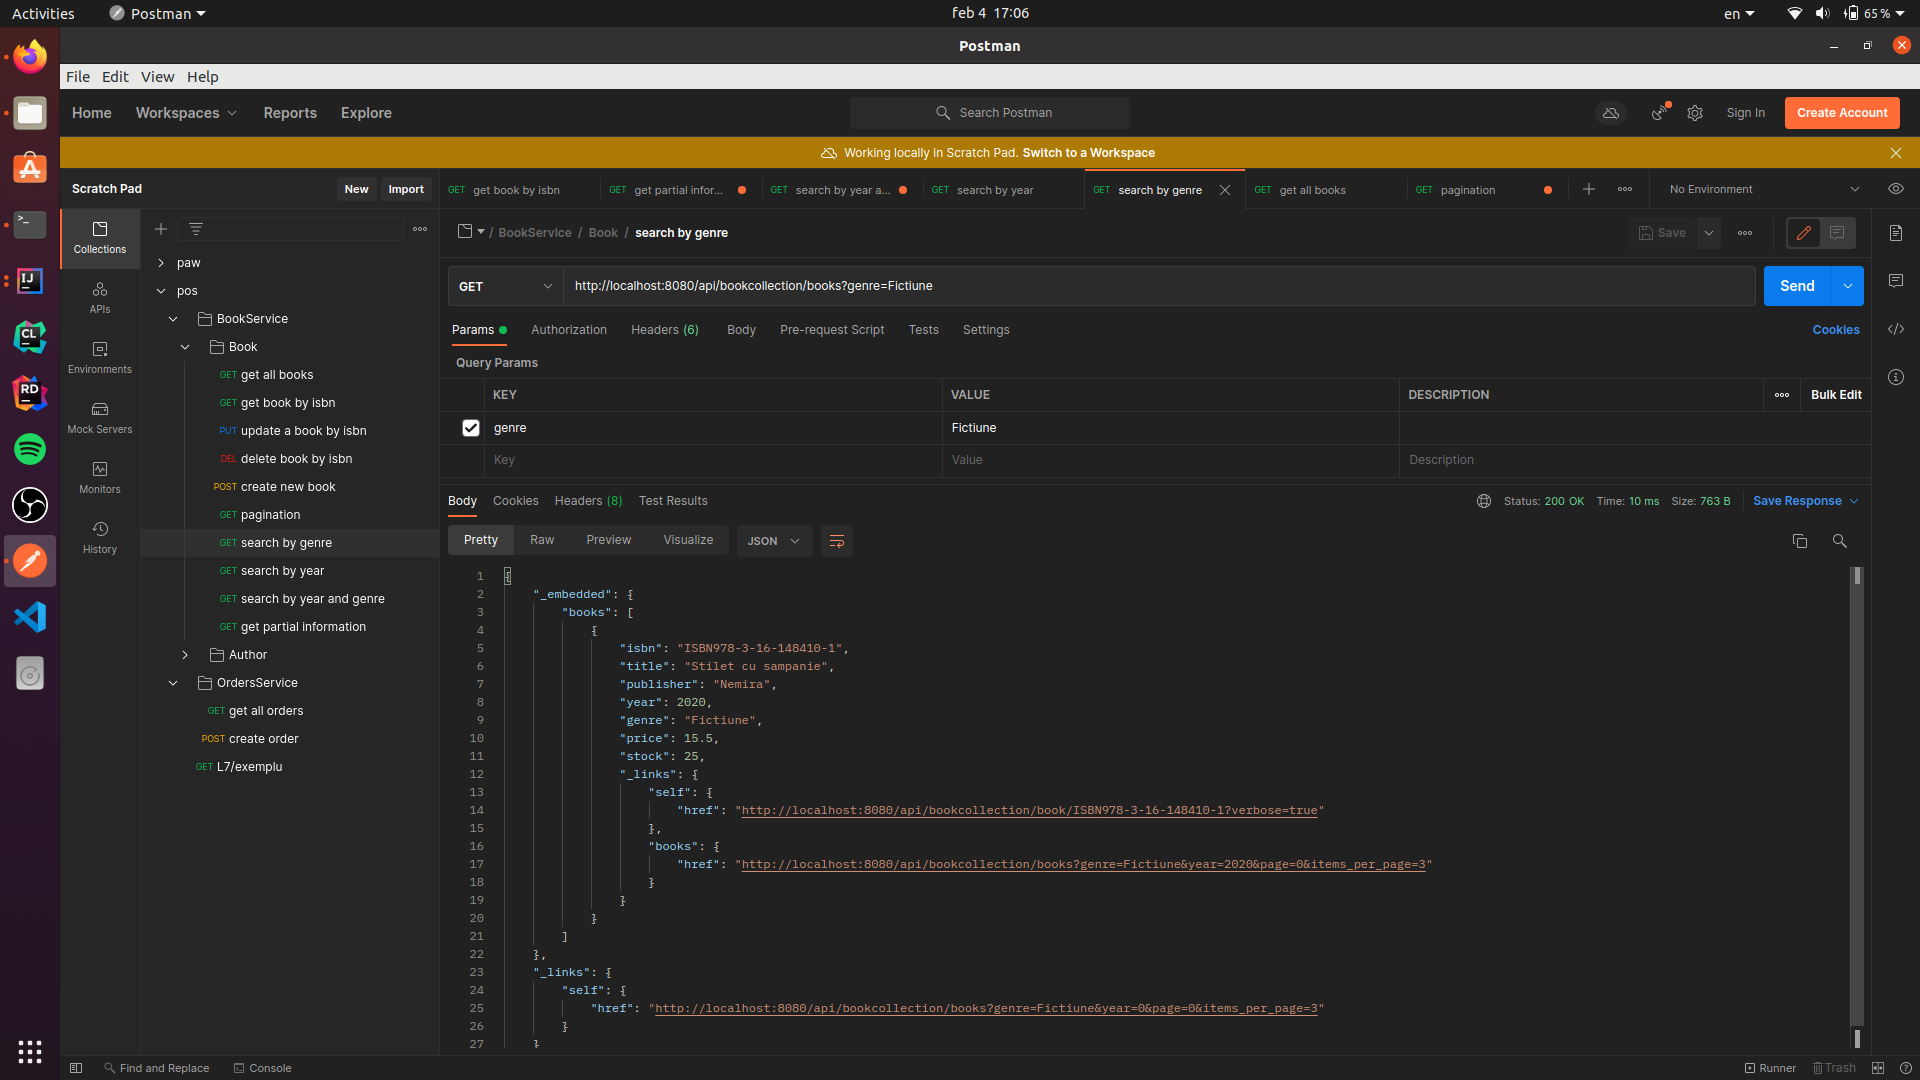 Activities Postman feb 4 17:06 en 65 %
Postman
File Edit View Help
Home Workspaces Reports Explore Search Postman Sign In Create Account
Working locally in Scratch Pad. Switch to a Workspace
Scratch Pad New Import
GET get book by isbn GET get partial infor... GET search by year a... GET search by year GET search by genre GET get all books GET pagination No Environment
Collections
APIs
Environments
Mock Servers
Monitors
History
paw
pos
BookService
Book
GET get all books
GET get book by isbn
PUT update a book by isbn
DEL delete book by isbn
POST create new book
GET pagination
GET search by genre
GET search by year
GET search by year and genre
GET get partial information
Author
OrdersService
GET get all orders
POST create order
GET L7/exemplu
/ BookService / Book / search by genre Save
GET http://localhost:8080/api/bookcollection/books?genre=Fictiune Send
Params Authorization Headers (6) Body Pre-request Script Tests Settings Cookies
Query Params
KEY VALUE DESCRIPTION Bulk Edit
genre Fictiune
Key Value Description
Body Cookies Headers (8) Test Results Status: 200 OK Time: 10 ms Size: 763 B Save Response
Pretty Raw Preview Visualize JSON
1 {
2 "_embedded": {
3 "books": [
4 {
5 "isbn": "ISBN978-3-16-148410-1",
6 "title": "Stilet cu sampanie",
7 "publisher": "Nemira",
8 "year": 2020,
9 "genre": "Fictiune",
10 "price": 15.5,
11 "stock": 25,
12 "_links": {
13 "self": {
14 "href": "http://localhost:8080/api/bookcollection/book/ISBN978-3-16-148410-1?verbose=true"
15 },
16 "books": {
17 "href": "http://localhost:8080/api/bookcollection/books?genre=Fictiune&year=2020&page=0&items_per_page=3"
18 }
19 }
20 }
21 ]
22 },
23 "_links": {
24 "self": {
25 "href": "http://localhost:8080/api/bookcollection/books?genre=Fictiune&year=0&page=0&items_per_page=3"
26 }
27 }
Find and Replace Console Runner Trash